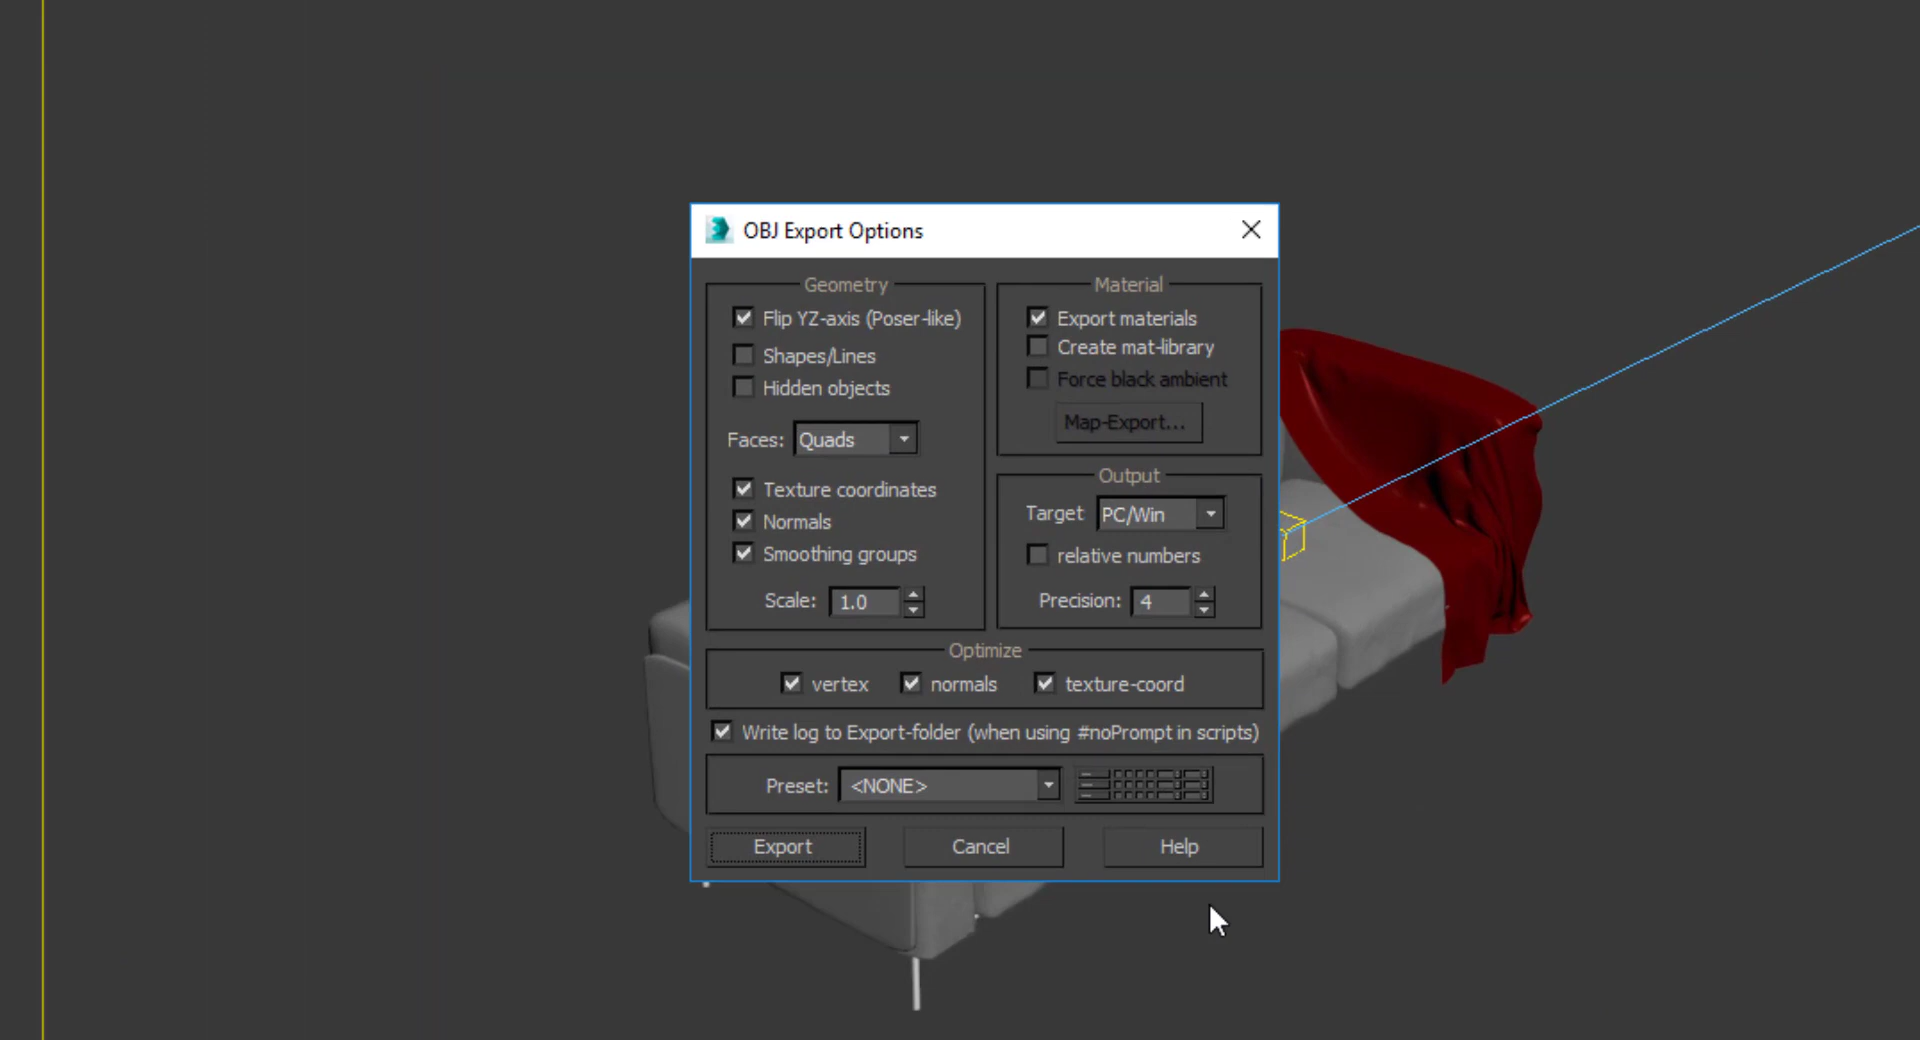 OBJ Export Options
Geometry
Flip YZ-axis (Poser-like)
Shapes/Lines
Hidden objects
Faces: Quads
Texture coordinates
Normals
Smoothing groups
Scale: 1.0
Material
Export materials
Create mat-library
Force black ambient
Map-Export...
Output
Target PC/Win
relative numbers
Precision: 4
Optimize
vertex normals texture-coord
Write log to Export-folder (when using #noPrompt in scripts)
Preset: <NONE>
Export Cancel Help